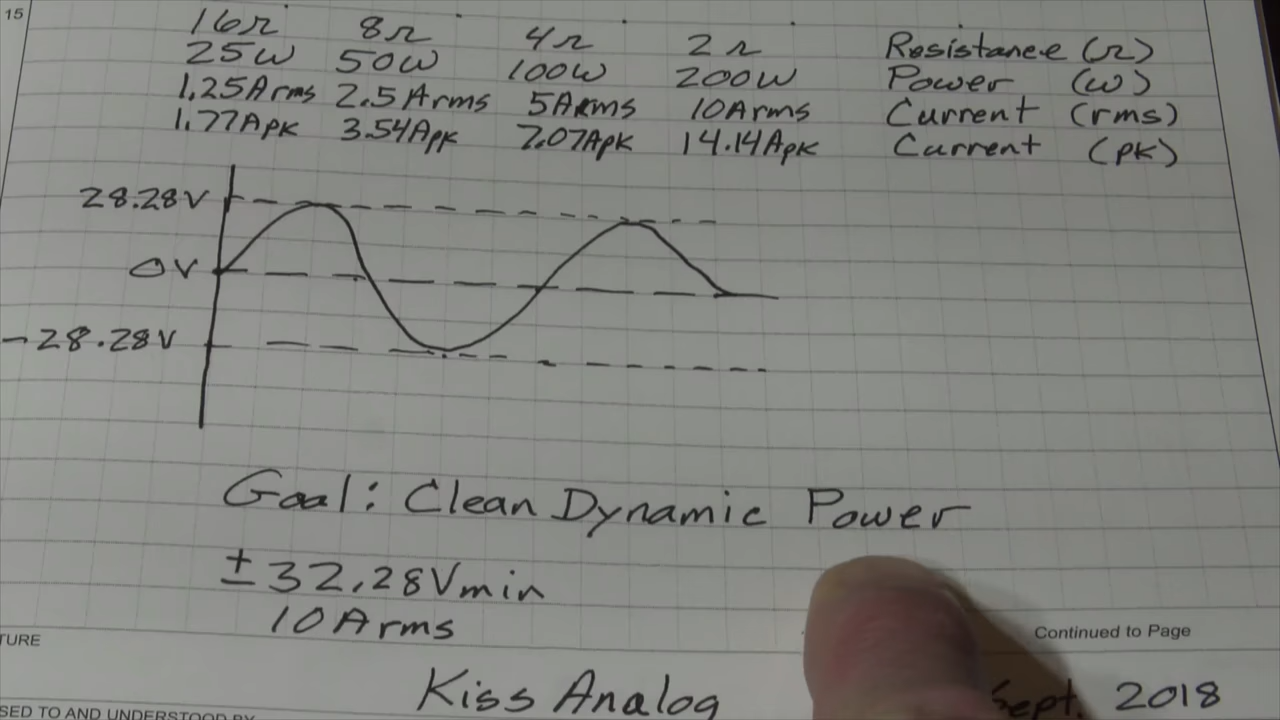 15
16Ω 8Ω 4Ω 2Ω Resistance (Ω)
25W 50W 100W 200W Power (W)
1.25Arms 2.5Arms 5Arms 10Arms Current (rms)
1.77Apk 3.54Apk 7.07Apk 14.14Apk Current (pk)
28.28V
0V
-28.28V
Goal: Clean Dynamic Power
±32.28Vmin
10Arms
TURE
Continued to Page
Kiss Analog Sept. 2018
SED TO AND UNDERSTOOD BY